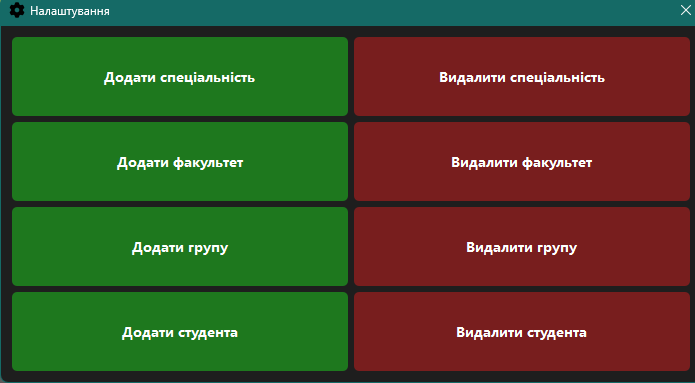 Налаштування
Додати спеціальність
Видалити спеціальність
Додати факультет
Видалити факультет
Додати групу
Видалити групу
Додати студента
Видалити студента